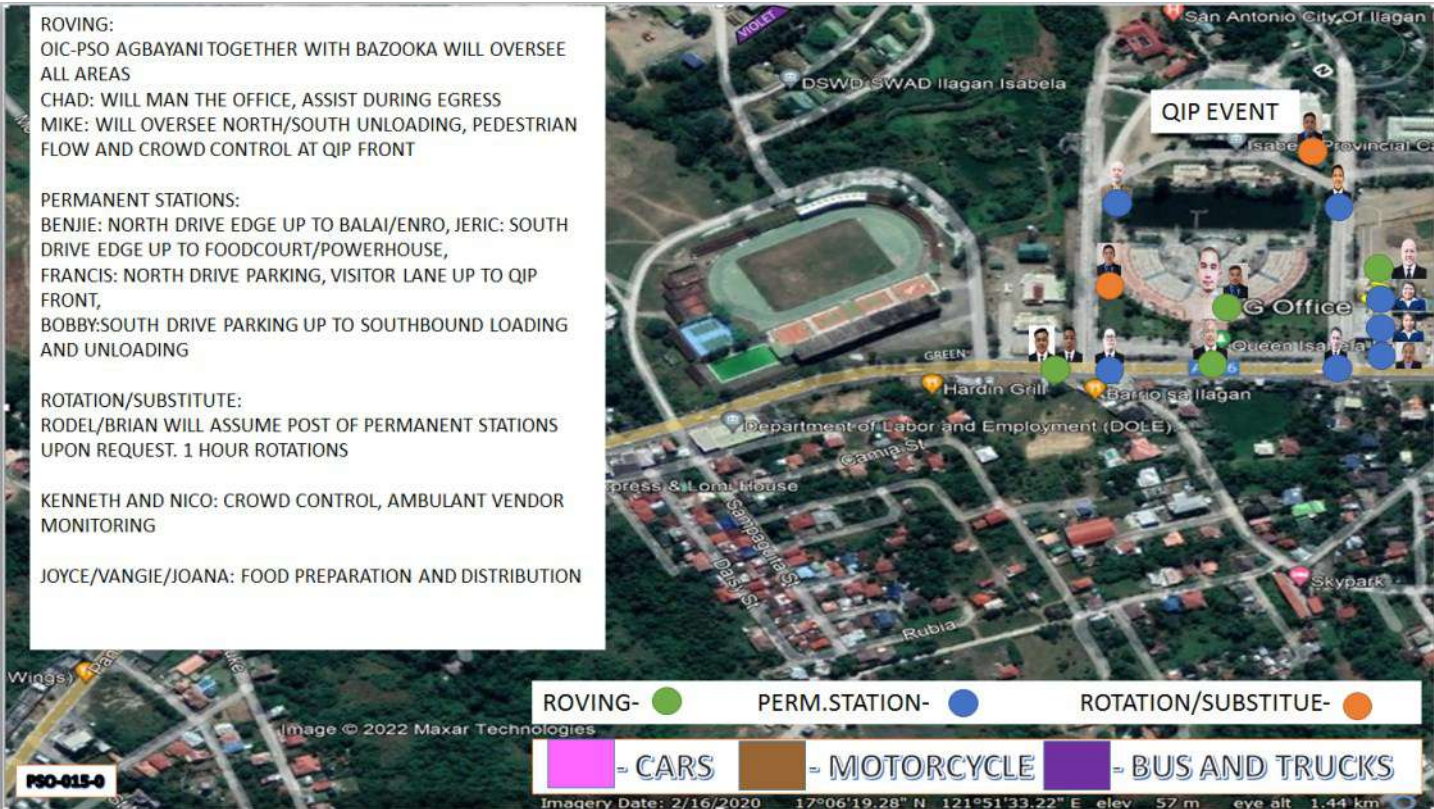 ROVING:
OIC-PSO AGBAYANI TOGETHER WITH BAZOOKA WILL OVERSEE
ALL AREAS
CHAD: WILL MAN THE OFFICE, ASSIST DURING EGRESS
MIKE: WILL OVERSEE NORTH/SOUTH UNLOADING, PEDESTRIAN
FLOW AND CROWD CONTROL AT QIP FRONT
PERMANENT STATIONS:
BENJIE: NORTH DRIVE EDGE UP TO BALAI/ENRO, JERIC: SOUTH
DRIVE EDGE UP TO FOODCOURT/POWERHOUSE,
FRANCIS: NORTH DRIVE PARKING, VISITOR LANE UP TO QIP
FRONT,
BOBBY:SOUTH DRIVE PARKING UP TO SOUTHBOUND LOADING
AND UNLOADING
ROTATION/SUBSTITUTE:
RODEL/BRIAN WILL ASSUME POST OF PERMANENT STATIONS
UPON REQUEST. 1 HOUR ROTATIONS
KENNETH AND NICO: CROWD CONTROL, AMBULANT VENDOR
MONITORING
JOYCE/VANGIE/JOANA: FOOD PREPARATION AND DISTRIBUTION
VIOLET
San Antonio City Of Ilagan
DSWD SWAD Ilagan Isabela
QIP EVENT
Provincial
G Office
Queen Isabela
GREEN
Hardin Grill
Barrio sa Ilagan
Department of Labor and Employment (DOLE)
Camia St
press & Lomi House
Sampaguita St
Daisy St
Skypark
Rubia
Wings)
Image © 2022 Maxar Technologies
ROVING- PERM.STATION- ROTATION/SUBSTITUE-
- CARS - MOTORCYCLE - BUS AND TRUCKS
PSO-015-0
Imagery Date: 2/16/2020 17°06'19.28" N 121°51'33.22" E elev 57 m eye alt 1.44 km